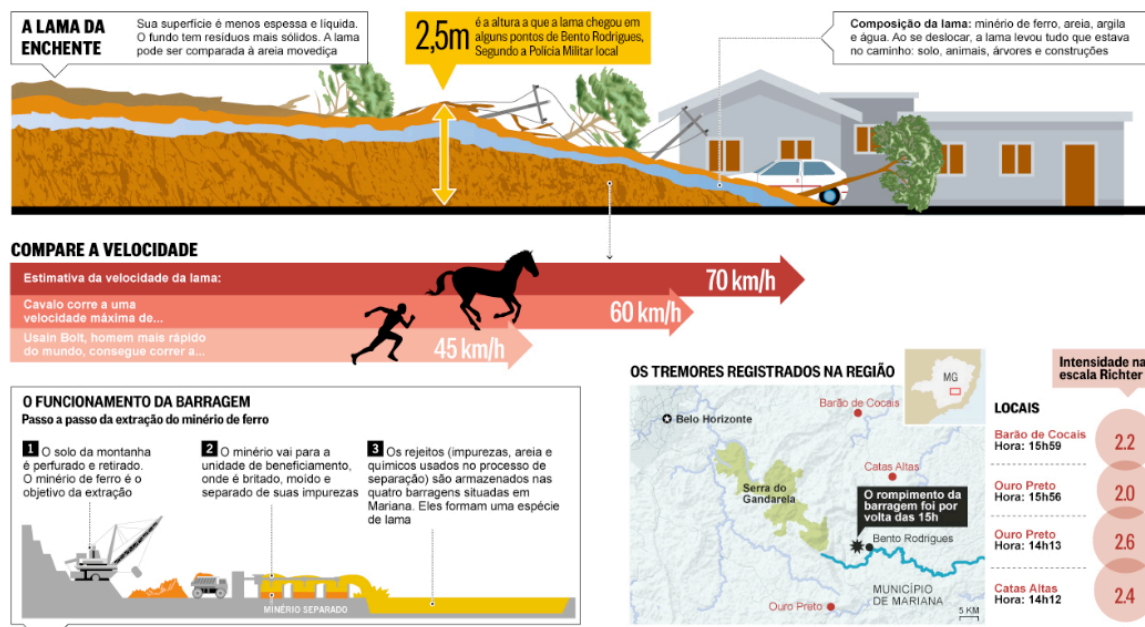 A LAMA DA
ENCHENTE
Sua superfície é menos espessa e líquida.
O fundo tem resíduos mais sólidos. A lama
pode ser comparada à areia movediça
2,5m
é a altura a que a lama chegou em
alguns pontos de Bento Rodrigues,
Segundo a Polícia Militar local
Composição da lama: minério de ferro, areia, argila
e água. Ao se deslocar, a lama levou tudo que estava
no caminho: solo, animais, árvores e construções
COMPARE A VELOCIDADE
Estimativa da velocidade da lama:
70 km/h
Cavalo corre a uma
velocidade máxima de...
60 km/h
Usain Bolt, homem mais rápido
do mundo, consegue correr a...
45 km/h
O FUNCIONAMENTO DA BARRAGEM
Passo a passo da extração do minério de ferro
1 O solo da montanha
é perfurado e retirado.
O minério de ferro é o
objetivo da extração
2 O minério vai para a
unidade de beneficiamento,
onde é britado, moído e
separado de suas impurezas
3 Os rejeitos (impurezas, areia e
químicos usados no processo de
separação) são armazenados nas
quatro barragens situadas em
Mariana. Eles formam uma espécie
de lama
MINÉRIO SEPARADO
OS TREMORES REGISTRADOS NA REGIÃO
MG
Belo Horizonte
Barão de Cocais
Catas Altas
Serra do
Gandarela
O rompimento da
barragem foi por
volta das 15h
Bento Rodrigues
MUNICÍPIO
DE MARIANA
Ouro Preto
5 KM
Intensidade na
escala Richter
LOCAIS
Barão de Cocais
Hora: 15h59
2.2
Ouro Preto
Hora: 15h56
2.0
Ouro Preto
Hora: 14h13
2.6
Catas Altas
Hora: 14h12
2.4